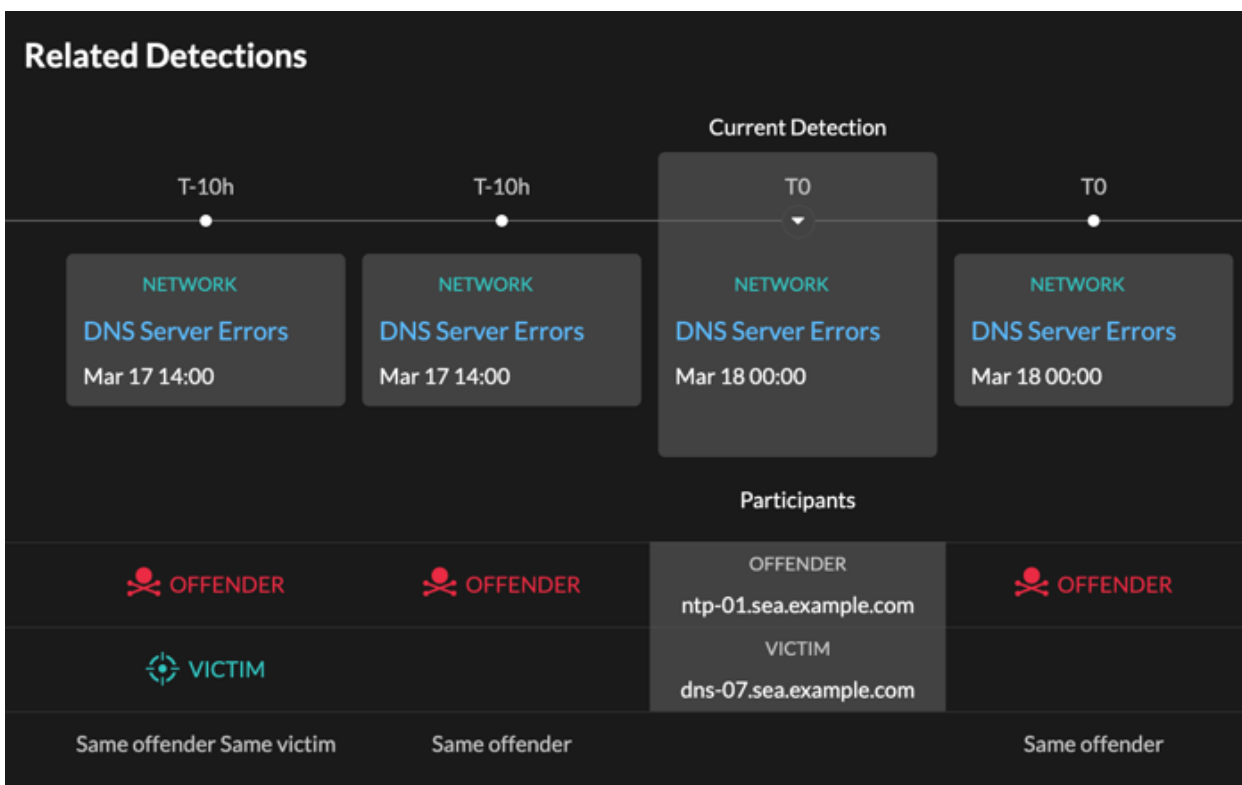 Related Detections
Current Detection
T-10h
T-10h
T0
T0
NETWORK
NETWORK
NETWORK
NETWORK
DNS Server Errors
DNS Server Errors
DNS Server Errors
DNS Server Errors
Mar 17 14:00
Mar 17 14:00
Mar 18 00:00
Mar 18 00:00
Participants
OFFENDER
OFFENDER
OFFENDER
ntp-01.sea.example.com
OFFENDER
VICTIM
VICTIM
dns-07.sea.example.com
Same offender Same victim
Same offender
Same offender